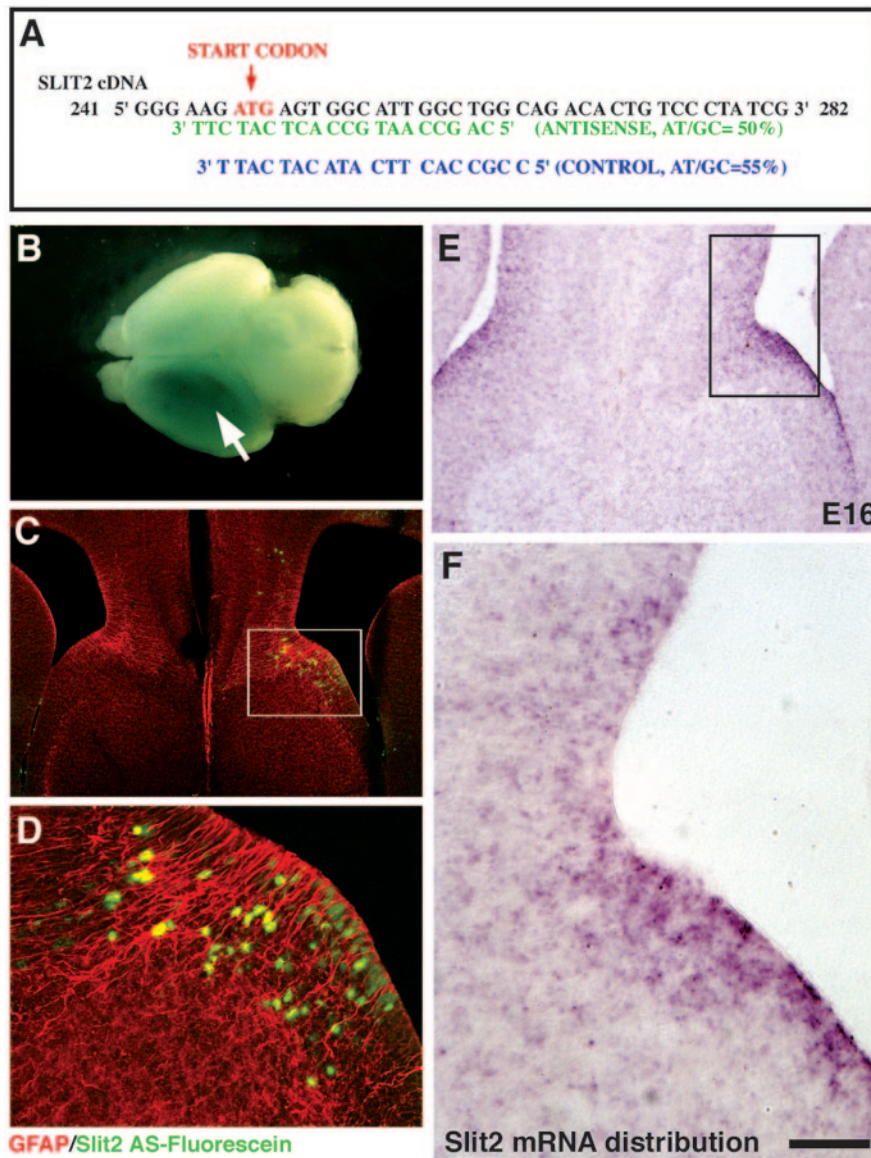 A
START CODON
SLIT2 cDNA
241 5' GGG AAG ATG AGT GGC ATT GGC TGG CAG ACA CTG TCC CTA TCG 3' 282
3' TTC TAC TCA CCG TAA CCG AC 5' (ANTISENSE, AT/GC= 50%)
3' T TAC TAC ATA CTT CAC CGC C 5' (CONTROL, AT/GC=55%)
B
E
E16
C
F
D
GFAP/Slit2 AS-Fluorescein
Slit2 mRNA distribution